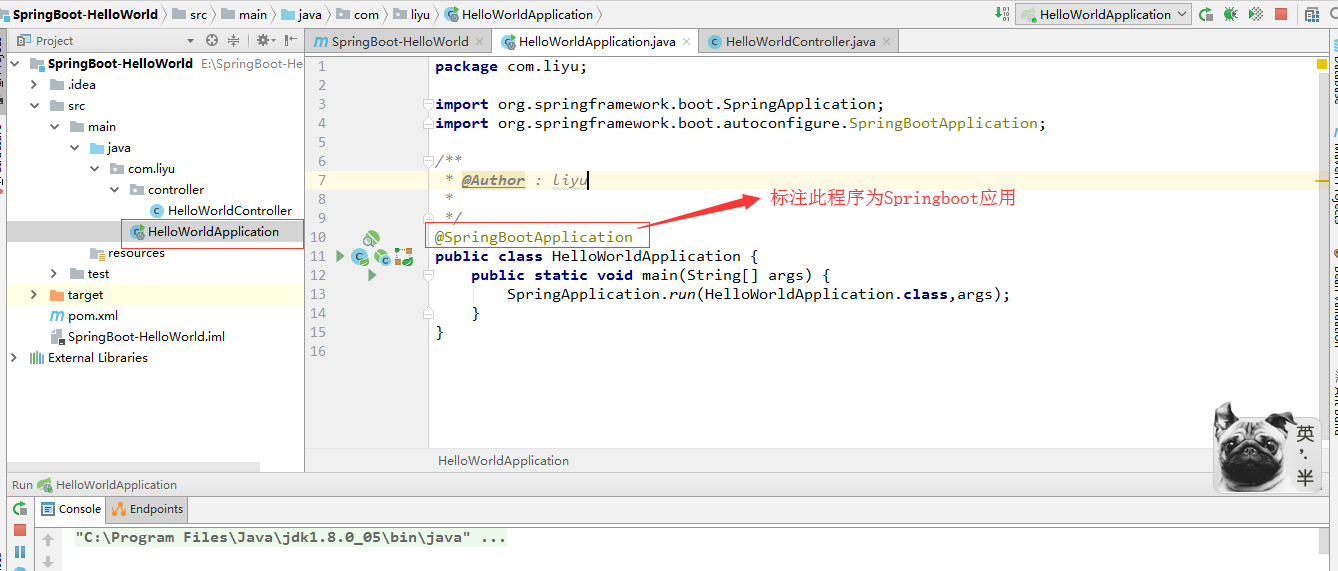 SpringBoot-HelloWorld src main java com liyu HelloWorldApplication
HelloWorldApplication
Project
SpringBoot-HelloWorld
HelloWorldApplication.java
HelloWorldController.java
SpringBoot-HelloWorld E:\SpringBoot-He
.idea
src
main
java
com.liyu
controller
HelloWorldController
HelloWorldApplication
resources
test
target
pom.xml
SpringBoot-HelloWorld.iml
External Libraries
1 package com.liyu;
2
3 import org.springframework.boot.SpringApplication;
4 import org.springframework.boot.autoconfigure.SpringBootApplication;
5
6 /**
7 * @Author : liyu
8 *
9 */
10 @SpringBootApplication
11 public class HelloWorldApplication {
12 public static void main(String[] args) {
13 SpringApplication.run(HelloWorldApplication.class,args);
14 }
15 }
16
标注此程序为Springboot应用
HelloWorldApplication
英
半
Run HelloWorldApplication
Console Endpoints
"C:\Program Files\Java\jdk1.8.0_05\bin\java" ...